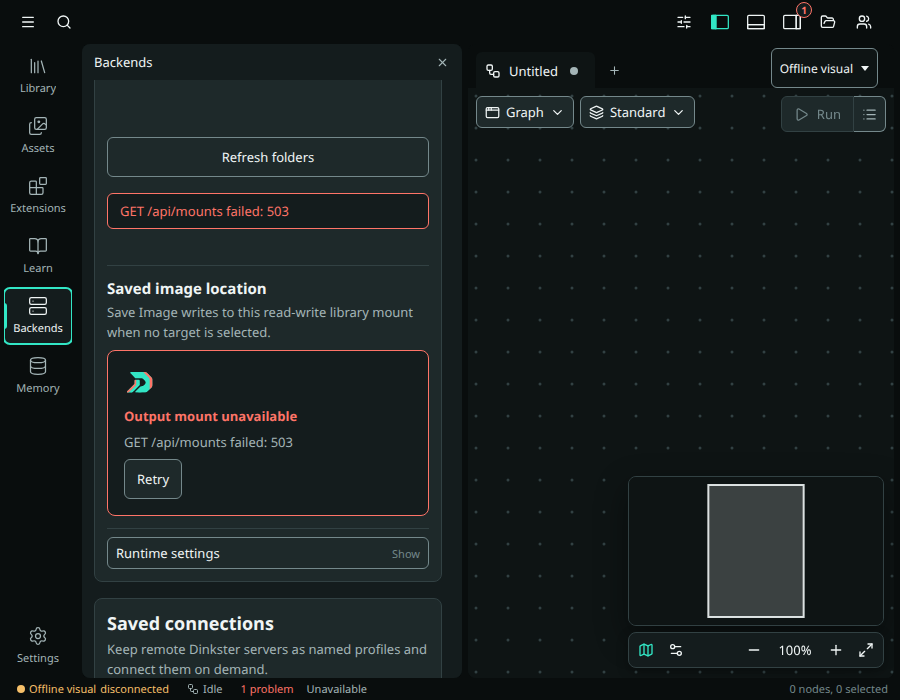 1
Backends
Untitled
Offline visual
Library
Assets
Extensions
Learn
Backends
Memory
Settings
Graph
Standard
Run
Refresh folders
GET /api/mounts failed: 503
Saved image location
Save Image writes to this read-write library mount
when no target is selected.
Output mount unavailable
GET /api/mounts failed: 503
Retry
Runtime settings
Show
Saved connections
Keep remote Dinkster servers as named profiles and
connect them on demand.
100%
Offline visual disconnected
Idle
1 problem
Unavailable
0 nodes, 0 selected